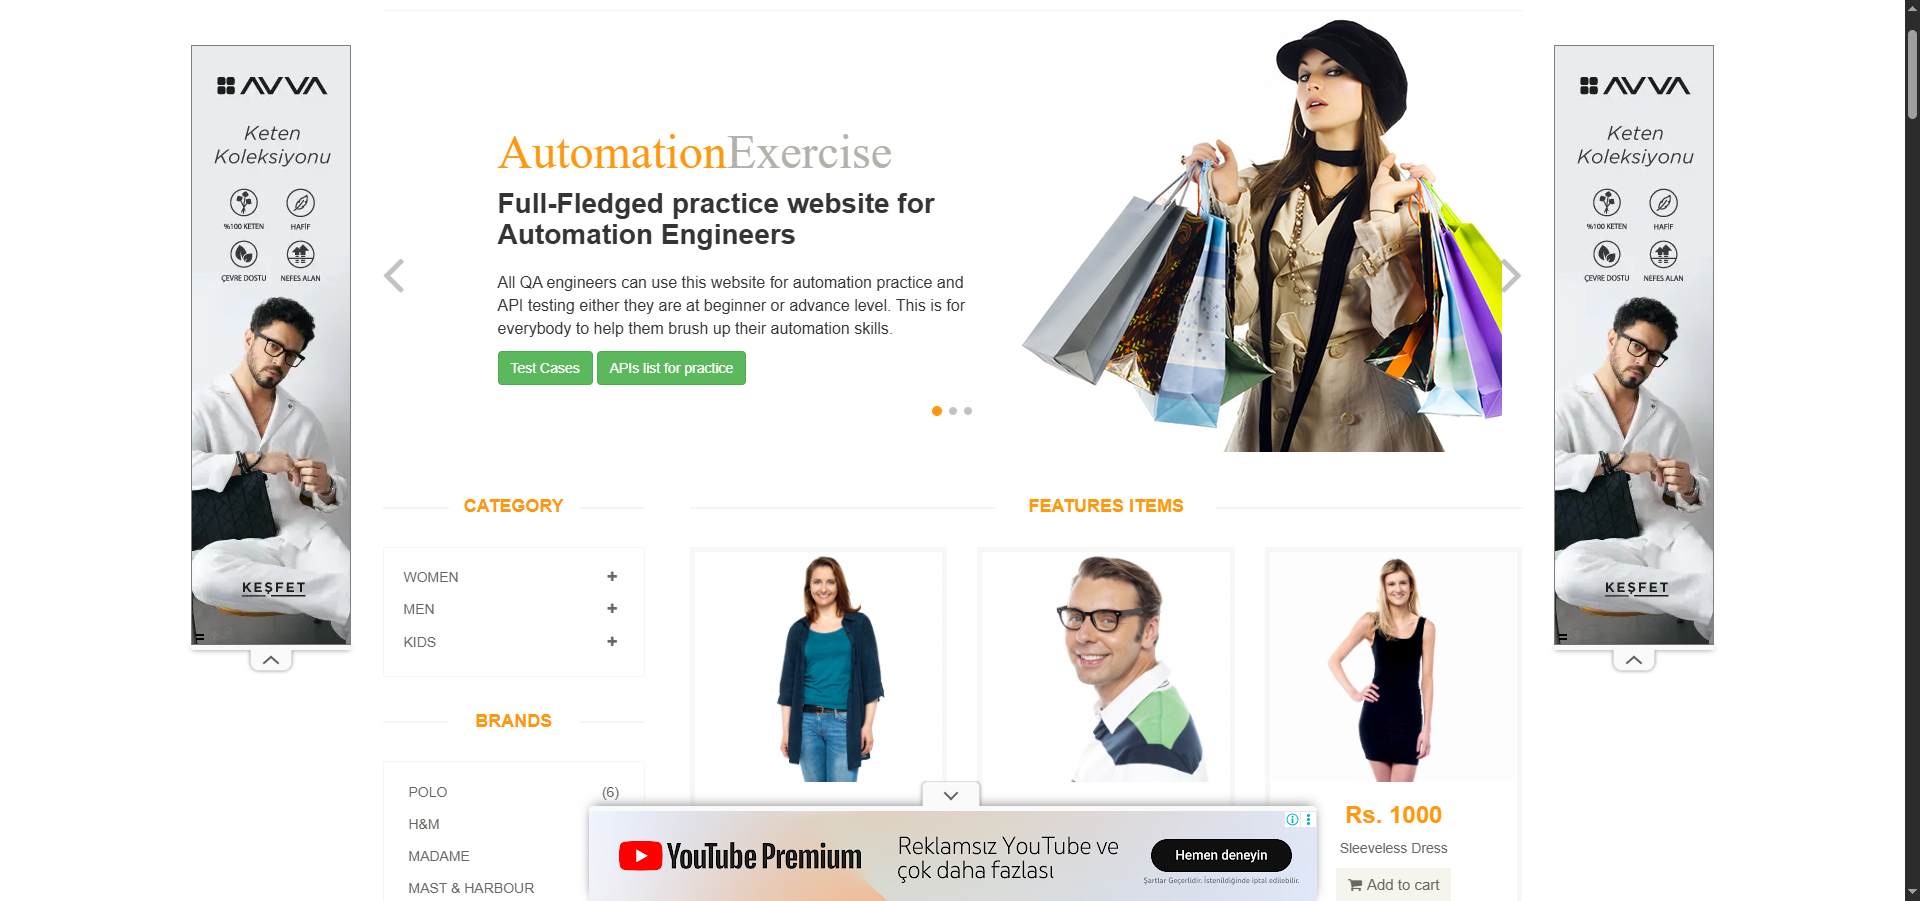 AVVA
Keten
Koleksiyonu
%100 KETEN
HAFİF
ÇEVRE DOSTU
NEFES ALAN
KEŞFET
AutomationExercise
Full-Fledged practice website for
Automation Engineers
All QA engineers can use this website for automation practice and
API testing either they are at beginner or advance level. This is for
everybody to help them brush up their automation skills.
Test Cases
APIs list for practice
AVVA
Keten
Koleksiyonu
%100 KETEN
HAFİF
ÇEVRE DOSTU
NEFES ALAN
KEŞFET
CATEGORY
WOMEN
MEN
KIDS
BRANDS
POLO (6)
H&M
MADAME
MAST & HARBOUR
FEATURES ITEMS
Rs. 1000
Sleeveless Dress
Add to cart
YouTube Premium
Reklamsız YouTube ve
çok daha fazlası
Hemen deneyin
Şartlar Geçerlidir. İstenildiğinde iptal edilebilir.